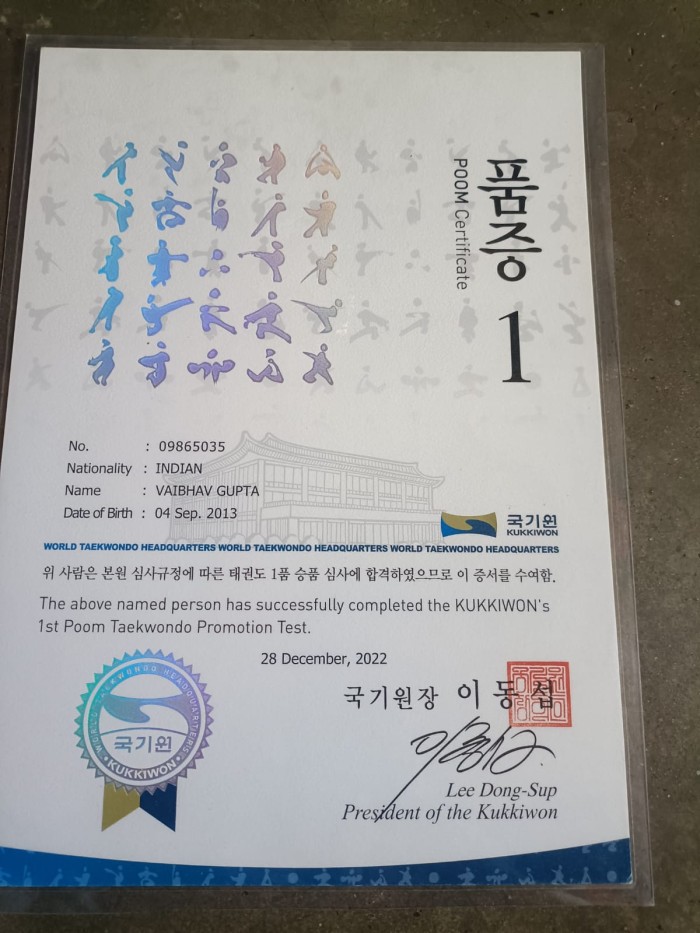 품증
POOM Certificate
1
No. : 09865035
Nationality : INDIAN
Name : VAIBHAV GUPTA
Date of Birth : 04 Sep. 2013
국기원
KUKKIWON
WORLD TAEKWONDO HEADQUARTERS WORLD TAEKWONDO HEADQUARTERS WORLD TAEKWONDO HEADQUARTERS
위 사람은 본원 심사규정에 따른 태권도 1품 승품 심사에 합격하였으므로 이 증서를 수여함.
The above named person has successfully completed the KUKKIWON's
1st Poom Taekwondo Promotion Test.
28 December, 2022
국기원장 이동섭
WORLD TAEKWONDO HEADQUARTERS
국기원
KUKKIWON
Lee Dong-Sup
President of the Kukkiwon